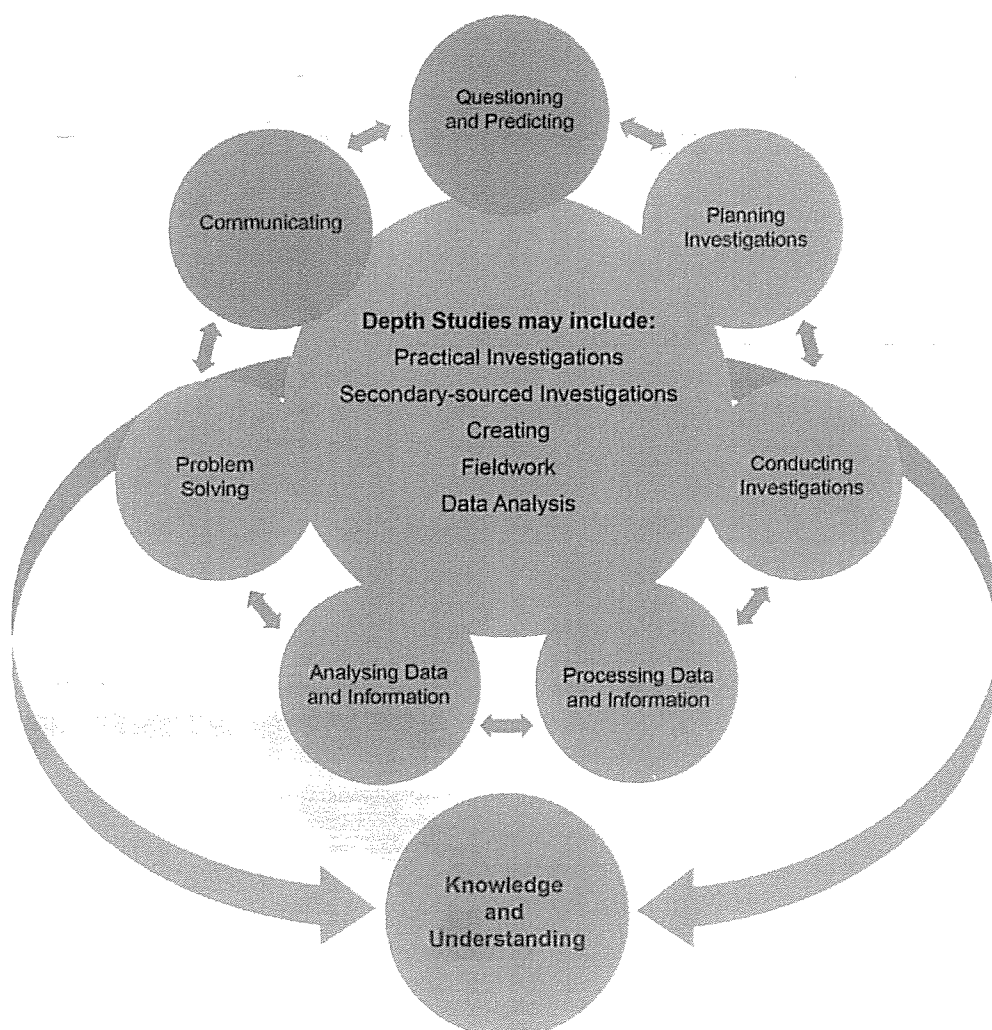 Questioning
and Predicting
Communicating
Planning
Investigations
Depth Studies may include:
Practical Investigations
Secondary-sourced Investigations
Creating
Fieldwork
Data Analysis
Problem
Solving
Conducting
Investigations
Analysing Data
and Information
Processing Data
and Information
Knowledge
and
Understanding